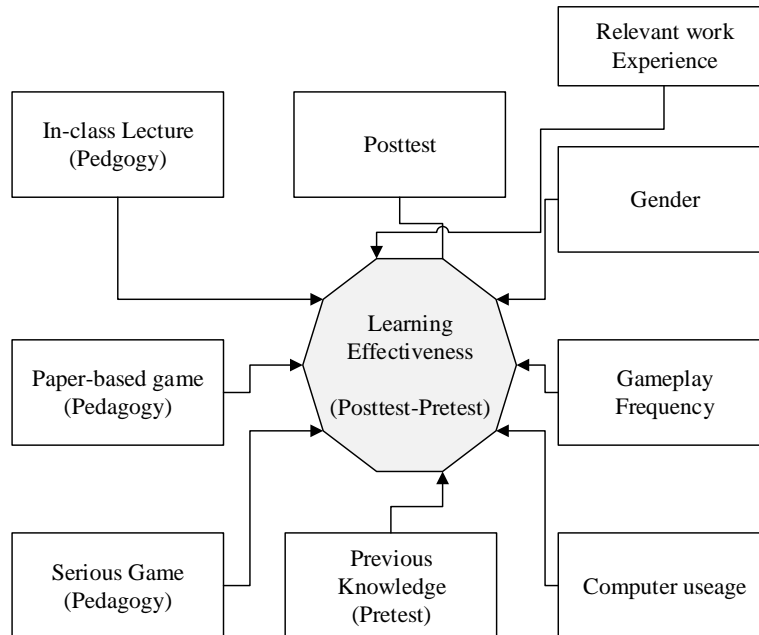 Relevant work
Experience
In-class Lecture
(Pedgogy)
Posttest
Gender
Learning
Effectiveness
(Posttest-Pretest)
Paper-based game
(Pedagogy)
Gameplay
Frequency
Serious Game
(Pedagogy)
Previous
Knowledge
(Pretest)
Computer useage